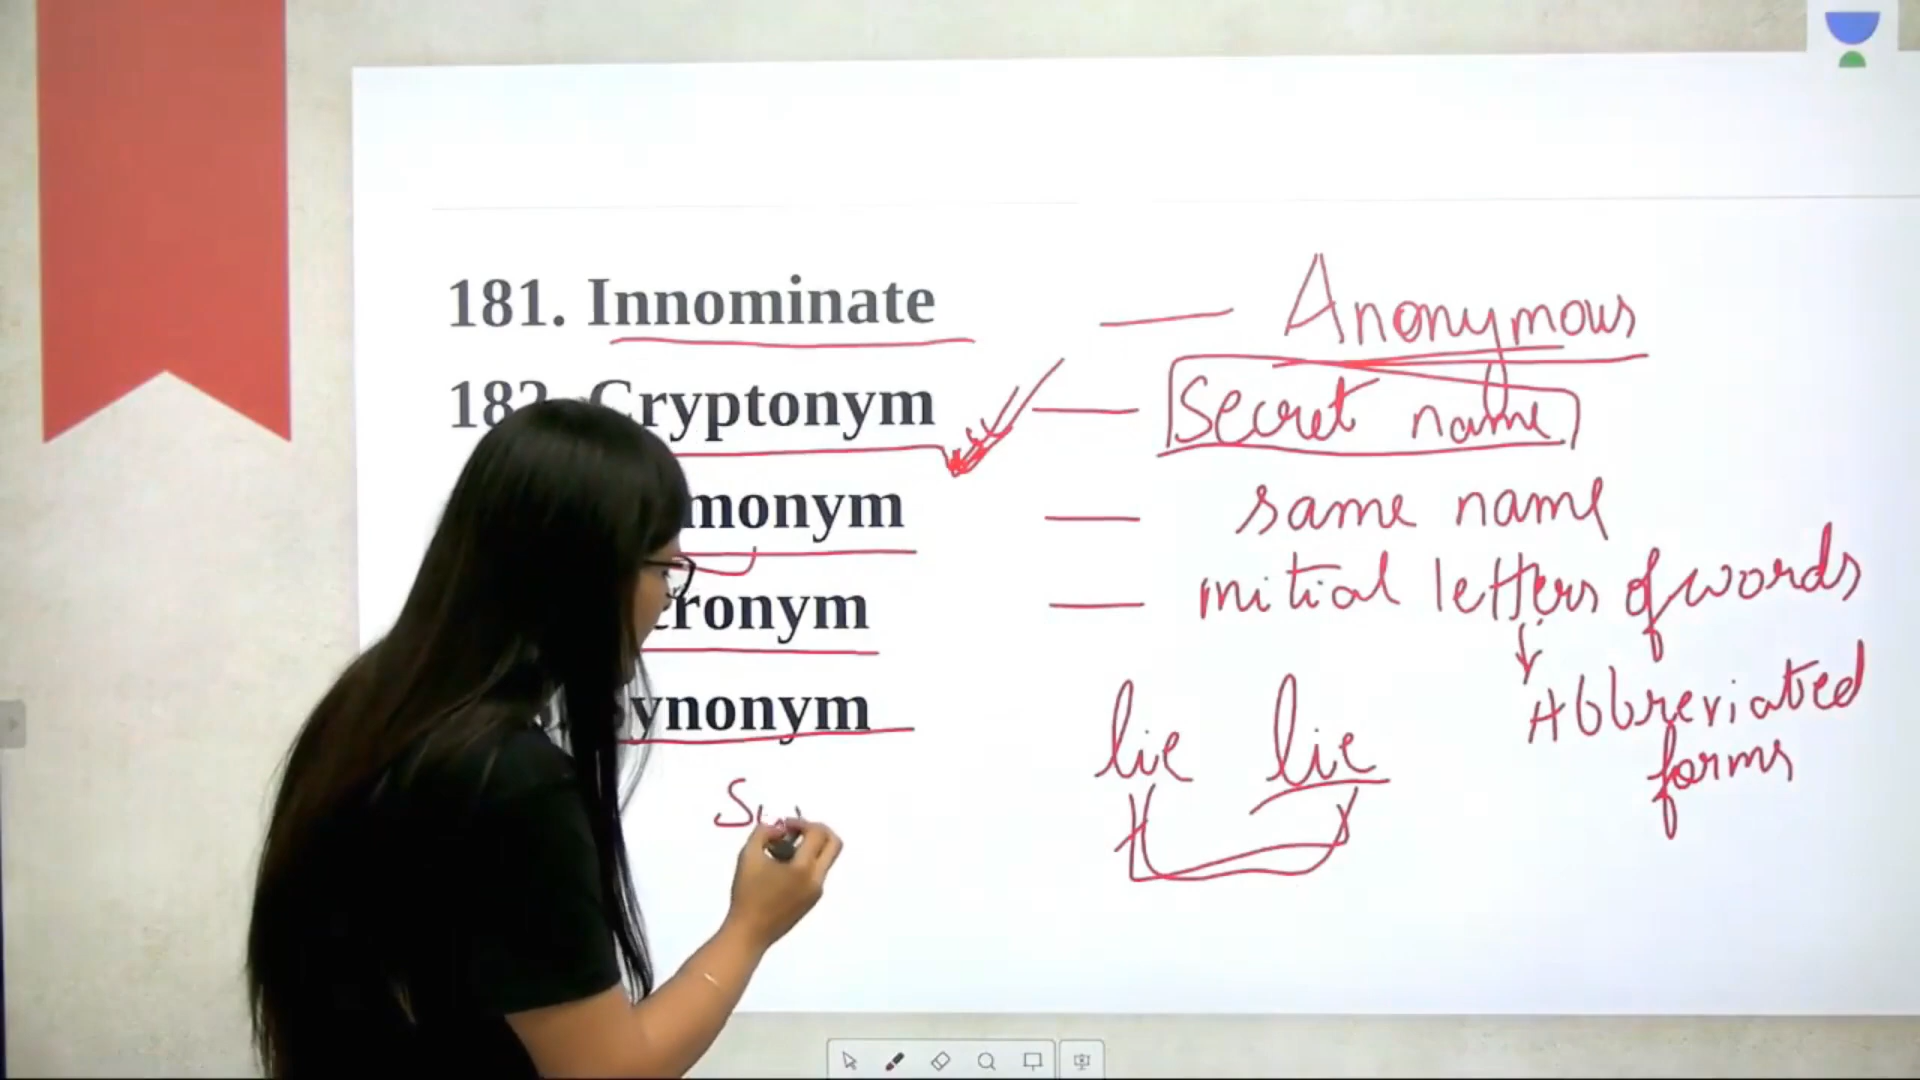 181. Innominate — Anonymous
182. Cryptonym — Secret name
monym — same name
cronym — initial letters of words
Abbreviated
forms
ynonym
lie lie